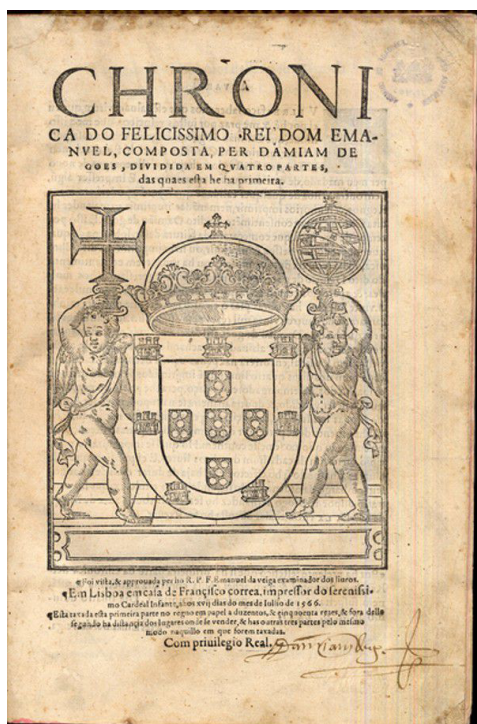 CHRONI
CA DO FELICISSIMO REI DOM EMA-
NVEL, COMPOSTA, PER DAMIAM DE
GOES, DIVIDIDA EM QVATRO PARTES,
das quaes esta he ha primeira.
¶Foi vista, & approuada per ho R. P. F. Emanuel da veiga examinador dos liuros.
¶Em Lisboa em casa de Françisco correa, impressor do serenissi-
mo Cardeal Infante, ahos xvij dias do mes de Iulho de 1566.
¶Esta taxada esta primeira parte no regno em papel a duzentos, & cinquoenta reaes, & fora delle
segundo ha distançia dos lugares onde se vender, & has outras tres partes pelo mesmo
modo naquillo em que forem taxadas.
Com priuilegio Real.